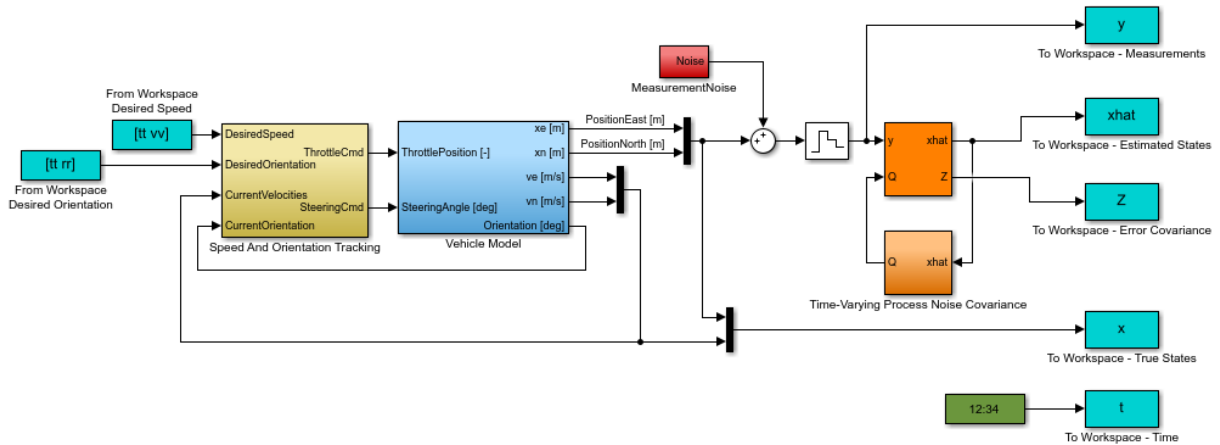 y
To Workspace - Measurements
Noise
MeasurementNoise
From Workspace
Desired Speed
[tt vv]
[tt rr]
From Workspace
Desired Orientation
DesiredSpeed
ThrottleCmd
DesiredOrientation
CurrentVelocities
SteeringCmd
CurrentOrientation
Speed And Orientation Tracking
xe [m]
ThrottlePosition [-]
xn [m]
ve [m/s]
SteeringAngle [deg]
vn [m/s]
Orientation [deg]
Vehicle Model
PositionEast [m]
PositionNorth [m]
y
xhat
Q
Z
Q
xhat
Time-Varying Process Noise Covariance
xhat
To Workspace - Estimated States
Z
To Workspace - Error Covariance
x
To Workspace - True States
12:34
t
To Workspace - Time